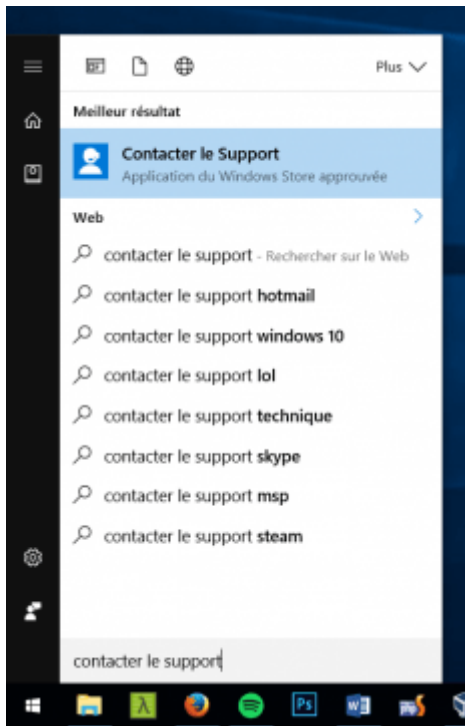 Plus
Meilleur résultat
Contacter le Support
Application du Windows Store approuvée
Web
contacter le support - Rechercher sur le Web
contacter le support hotmail
contacter le support windows 10
contacter le support lol
contacter le support technique
contacter le support skype
contacter le support msp
contacter le support steam
contacter le support
λ
Ps
W